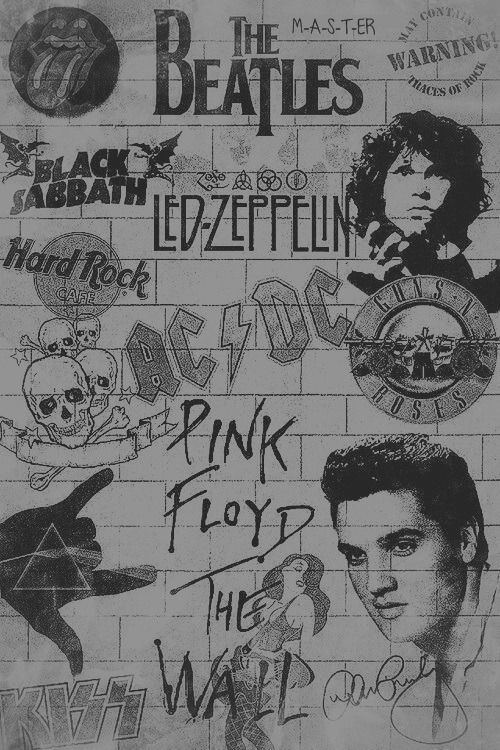 THE
BEATLES
M-A-S-T-ER
MAY CONTAIN
WARNING!
TRACES OF ROCK
BLACK
SABBATH
LED-ZEPPELIN
Hard Rock
CAFE
AC DC
GUNS N'
ROSES
PINK
FLOYD
THE
WALL
KISS